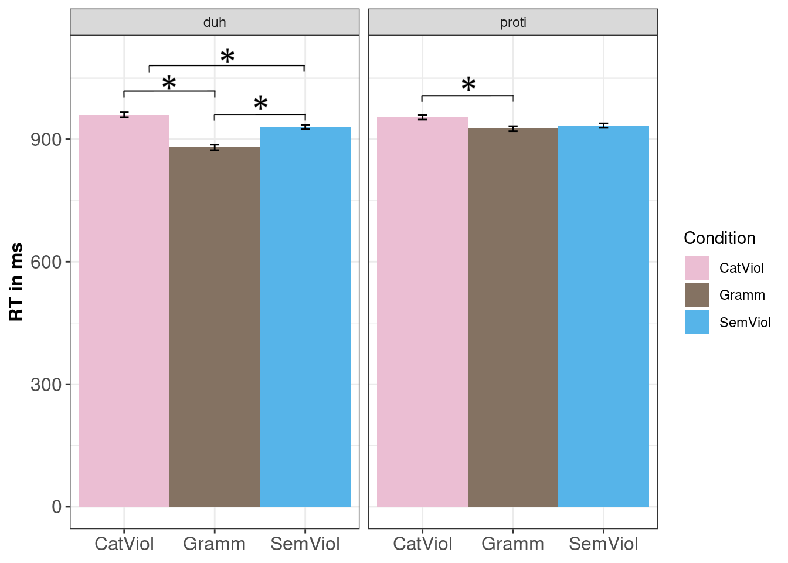 duh
proti
*
*
*
*
RT in ms
900
600
300
0
CatViol Gramm SemViol
CatViol Gramm SemViol
Condition
CatViol
Gramm
SemViol